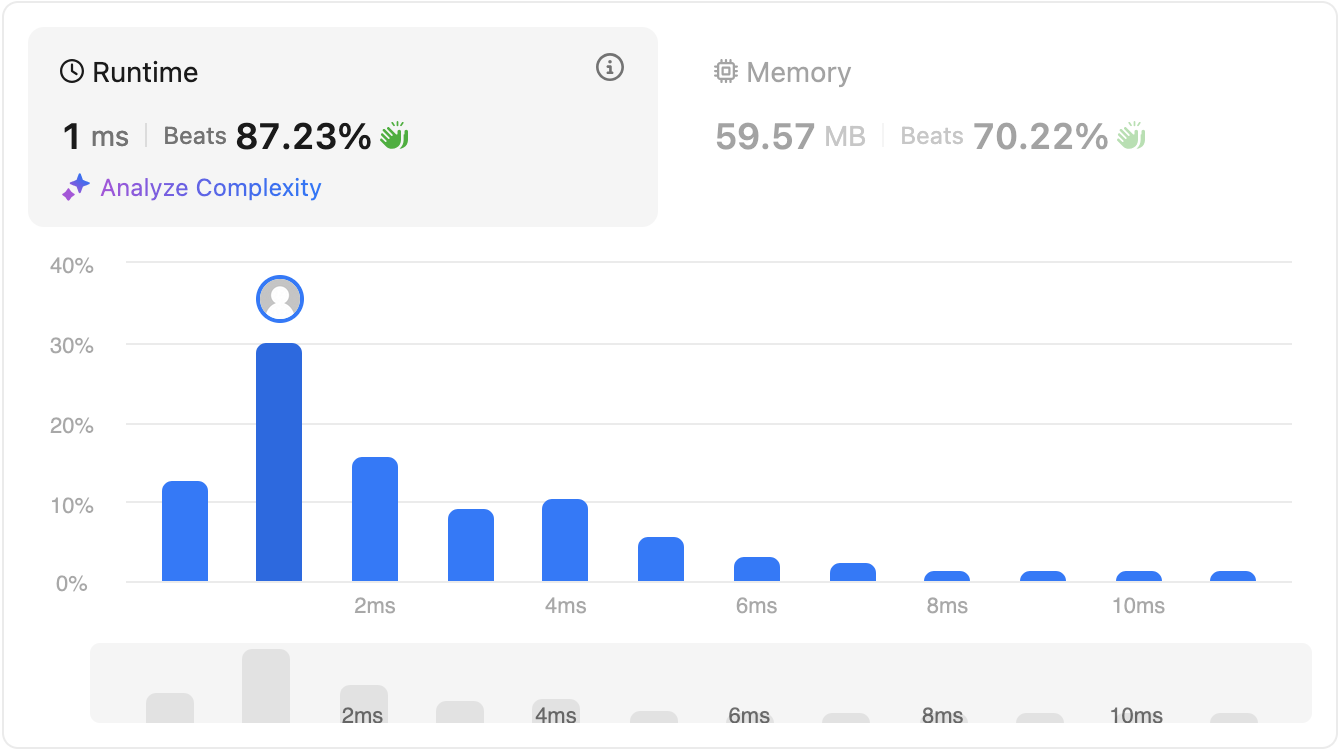 Runtime
1 ms | Beats 87.23%
Analyze Complexity
Memory
59.57 MB | Beats 70.22%
40%
30%
20%
10%
0%
2ms 4ms 6ms 8ms 10ms
2ms 4ms 6ms 8ms 10ms